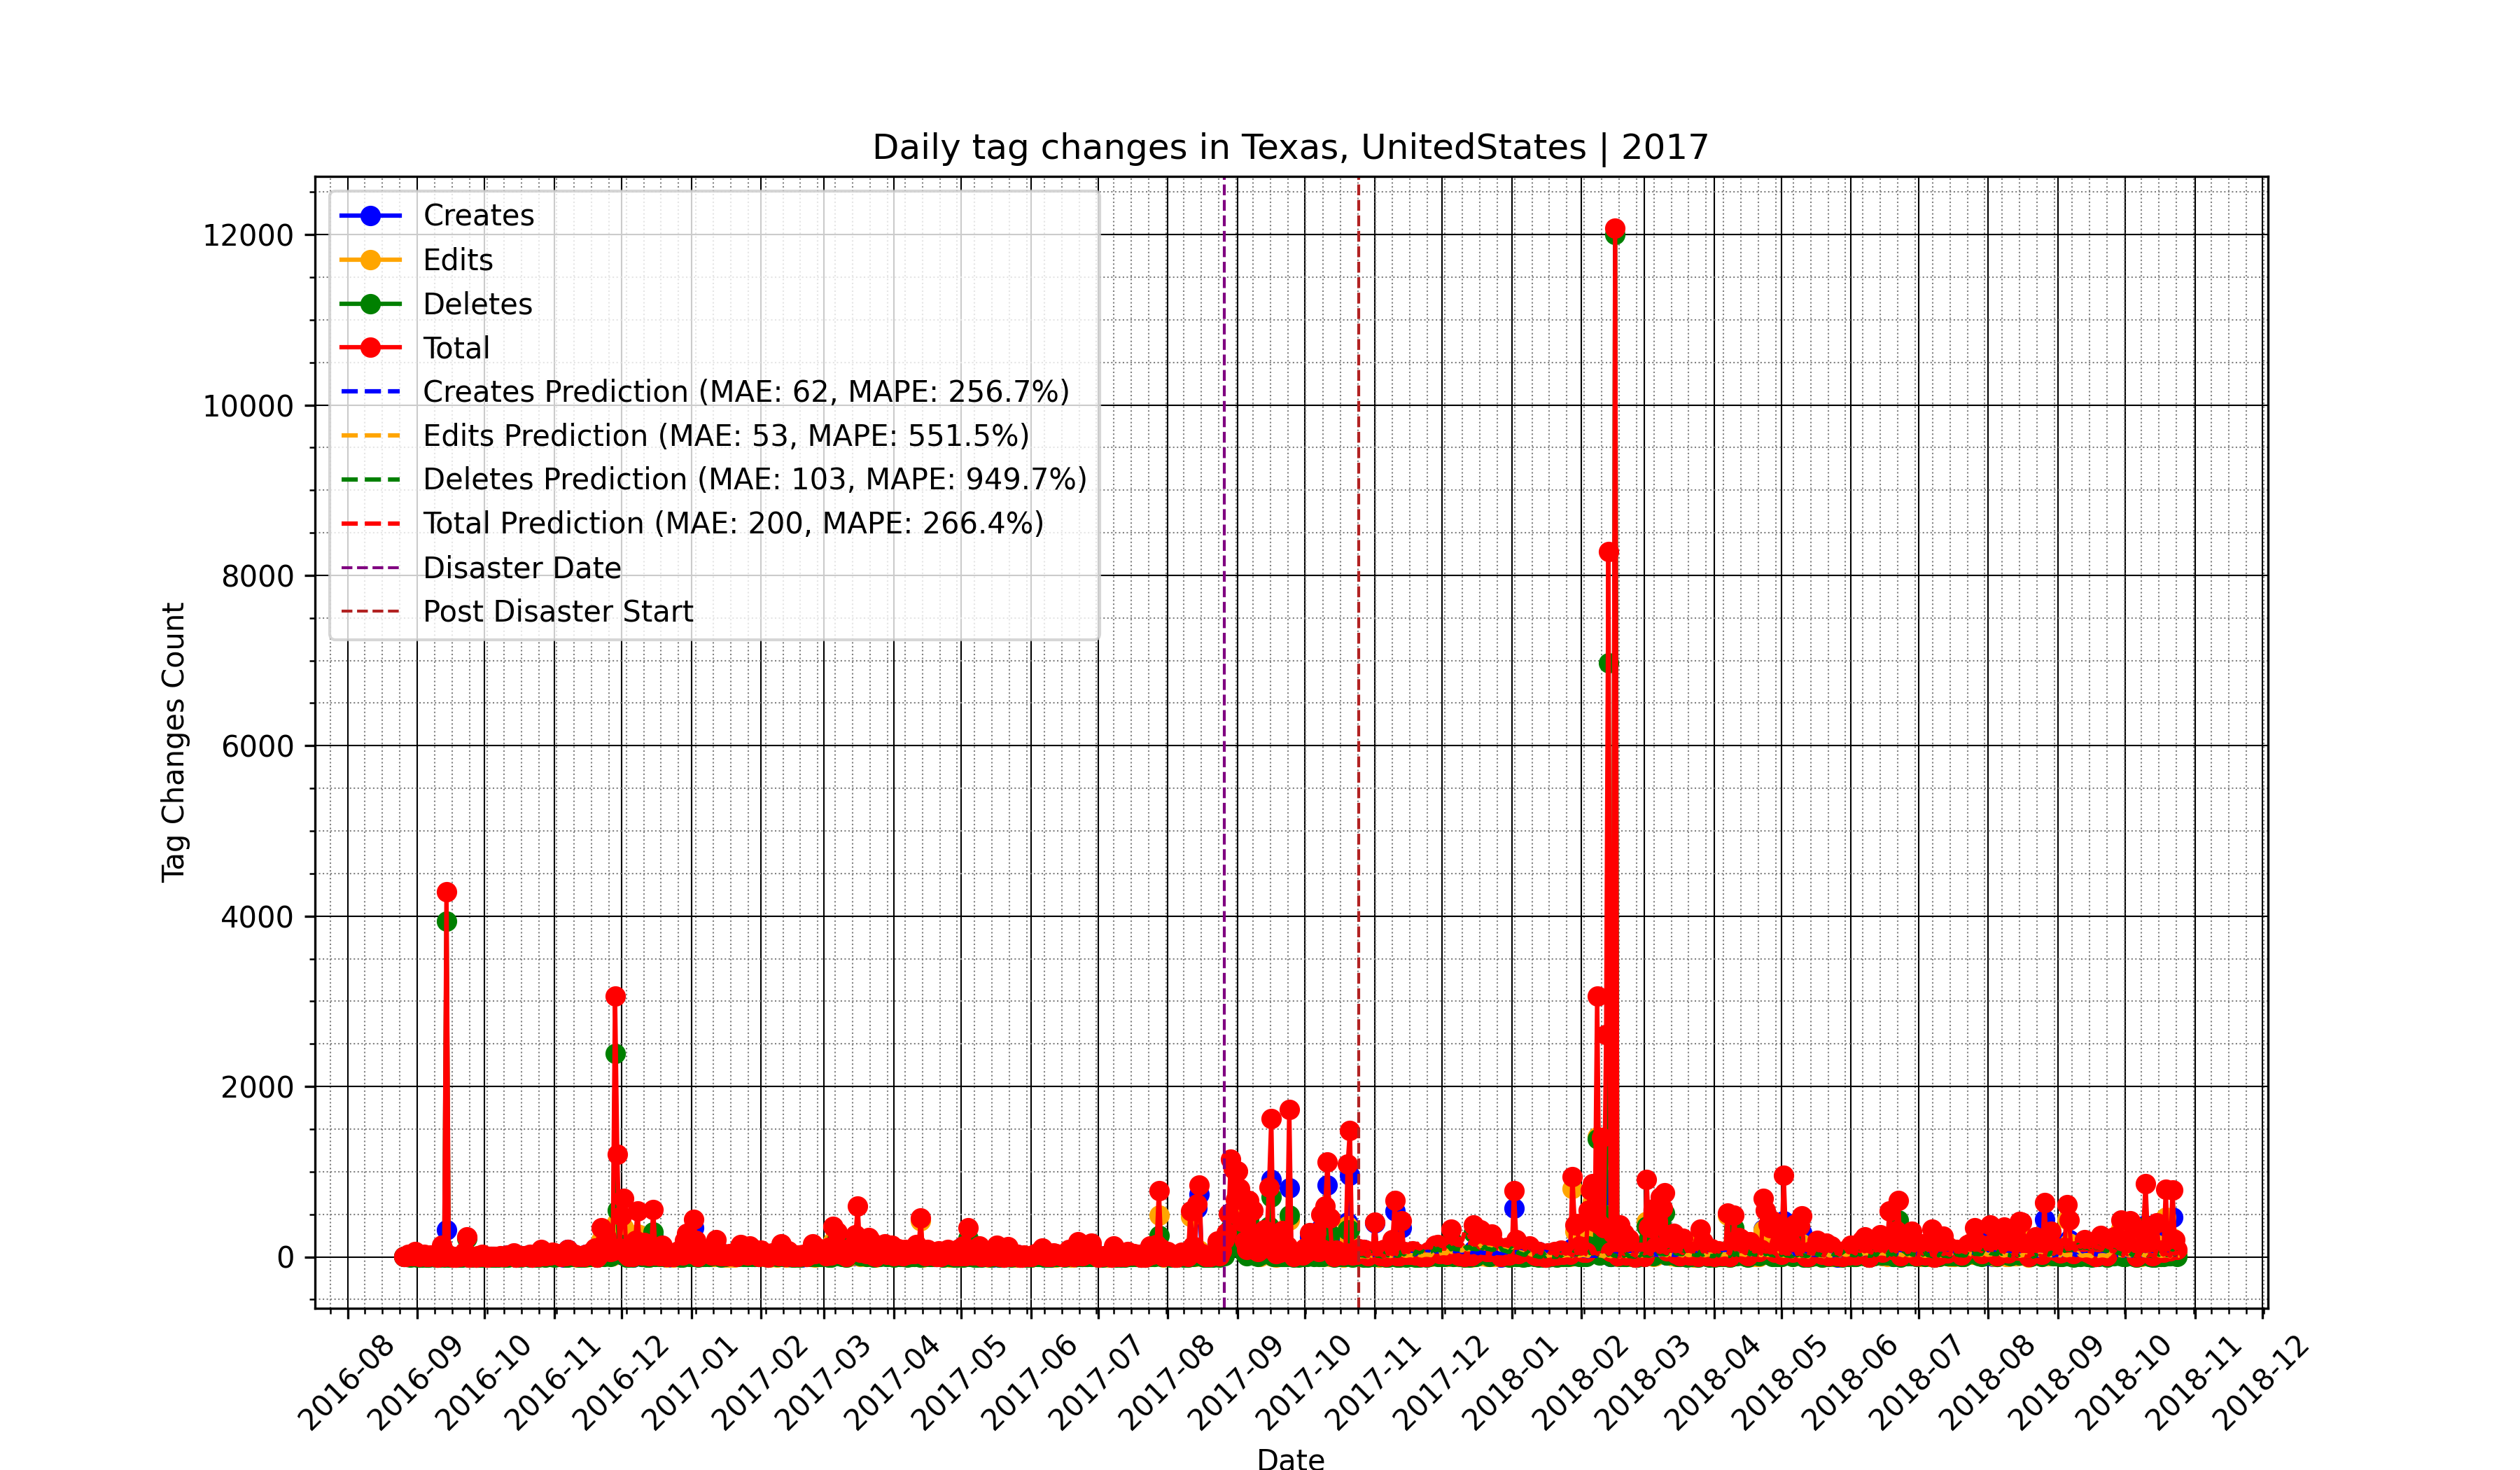 Daily tag changes in Texas, UnitedStates | 2017
Creates
Edits
Deletes
Total
Creates Prediction (MAE: 62, MAPE: 256.7%)
Edits Prediction (MAE: 53, MAPE: 551.5%)
Deletes Prediction (MAE: 103, MAPE: 949.7%)
Total Prediction (MAE: 200, MAPE: 266.4%)
Disaster Date
Post Disaster Start
Tag Changes Count
12000
10000
8000
6000
4000
2000
0
2016-08
2016-09
2016-10
2016-11
2016-12
2017-01
2017-02
2017-03
2017-04
2017-05
2017-06
2017-07
2017-08
2017-09
2017-10
2017-11
2017-12
2018-01
2018-02
2018-03
2018-04
2018-05
2018-06
2018-07
2018-08
2018-09
2018-10
2018-11
2018-12
Date